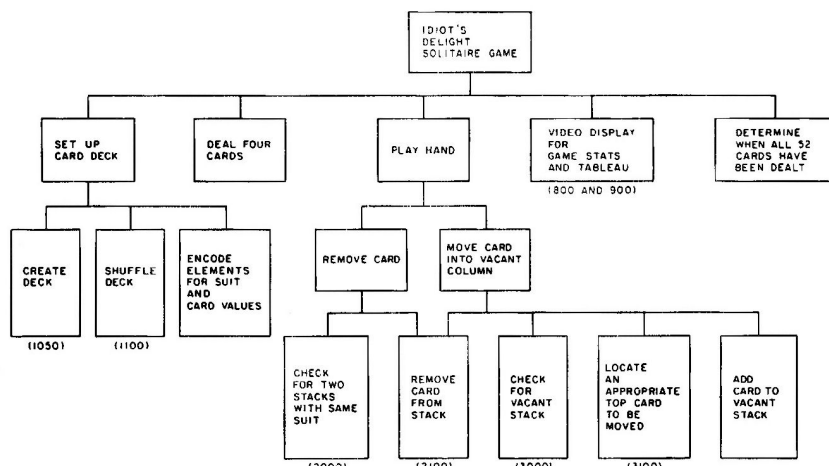 IDIOT'S
DELIGHT
SOLITAIRE GAME
SET UP
CARD DECK
DEAL FOUR
CARDS
PLAY HAND
VIDEO DISPLAY
FOR
GAME STATS
AND TABLEAU
(800 AND 900)
DETERMINE
WHEN ALL 52
CARDS HAVE
BEEN DEALT
CREATE
DECK
(1050)
SHUFFLE
DECK
(1100)
ENCODE
ELEMENTS
FOR SUIT
AND
CARD VALUES
REMOVE CARD
MOVE CARD
INTO VACANT
COLUMN
CHECK
FOR TWO
STACKS
WITH SAME
SUIT
(2000)
REMOVE
CARD
FROM
STACK
(2100)
CHECK
FOR
VACANT
STACK
(3000)
LOCATE
AN
APPROPRIATE
TOP CARD
TO BE
MOVED
(3100)
ADD
CARD TO
VACANT
STACK